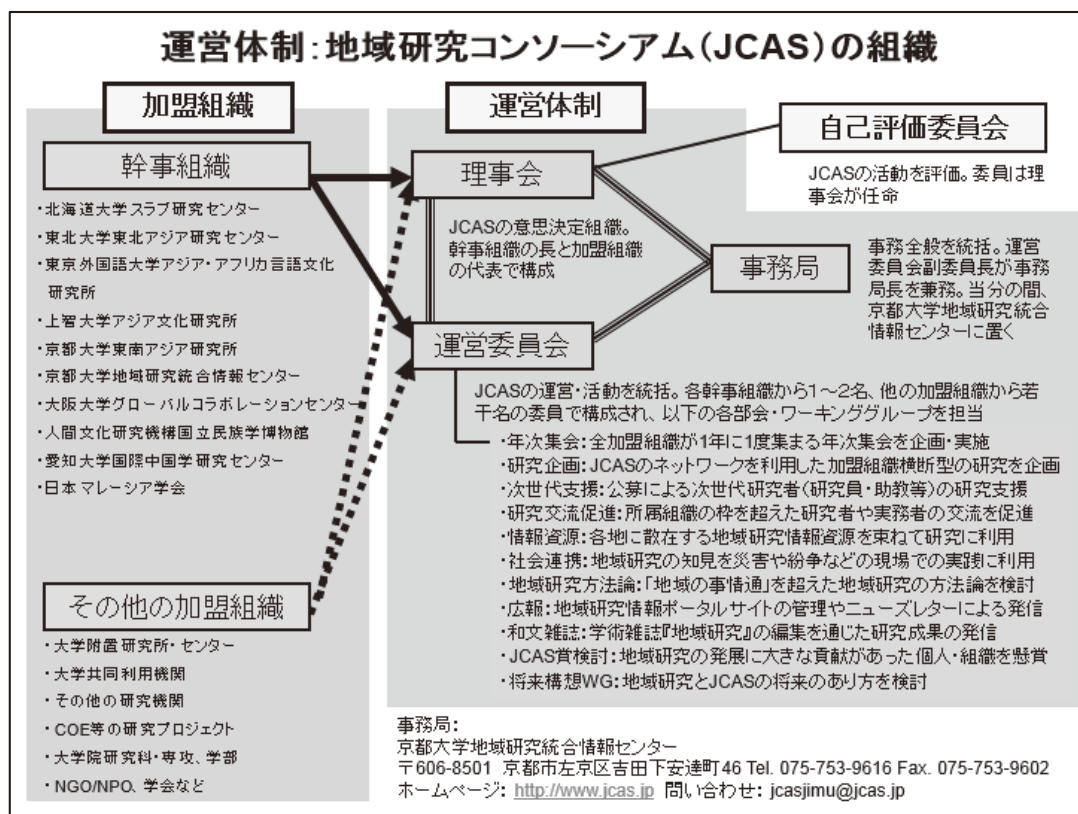 運営体制:地域研究コンソーシアム(JCAS)の組織
加盟組織
幹事組織
・北海道大学スラブ研究センター
・東北大学東北アジア研究センター
・東京外国語大学アジア・アフリカ言語文化
研究所
・上智大学アジア文化研究所
・京都大学東南アジア研究所
・京都大学地域研究統合情報センター
・大阪大学グローバルコラボレーションセンター
・人間文化研究機構国立民族学博物館
・愛知大学国際中国学研究センター
・日本マレーシア学会
その他の加盟組織
・大学附置研究所・センター
・大学共同利用機関
・その他の研究機関
・COE等の研究プロジェクト
・大学院研究科・専攻、学部
・NGO/NPO、学会など
運営体制
理事会
JCASの意思決定組織。
幹事組織の長と加盟組織
の代表で構成
自己評価委員会
JCASの活動を評価。委員は理
事会が任命
事務局
事務全般を統括。運営
委員会副委員長が事務
局長を兼務。当分の間、
京都大学地域研究統合
情報センターに置く
運営委員会
JCASの運営・活動を統括。各幹事組織から1～2名、他の加盟組織から若
干名の委員で構成され、以下の各部会・ワーキンググループを担当
・年次集会:全加盟組織が1年に1度集まる年次集会を企画・実施
・研究企画:JCASのネットワークを利用した加盟組織横断型の研究を企画
・次世代支援:公募による次世代研究者(研究員・助教等)の研究支援
・研究交流促進:所属組織の枠を超えた研究者や実務者の交流を促進
・情報資源:各地に散在する地域研究情報資源を束ねて研究に利用
・社会連携:地域研究の知見を災害や紛争などの現場での実践に利用
・地域研究方法論:「地域の事情通」を超えた地域研究の方法論を検討
・広報:地域研究情報ポータルサイトの管理やニューズレターによる発信
・和文雑誌:学術雑誌『地域研究』の編集を通じた研究成果の発信
・JCAS賞検討:地域研究の発展に大きな貢献があった個人・組織を懸賞
・将来構想WG:地域研究とJCASの将来のあり方を検討
事務局:
京都大学地域研究統合情報センター
〒606-8501 京都市左京区吉田下安達町46 Tel. 075-753-9616 Fax. 075-753-9602
ホームページ: http://www.jcas.jp 問い合わせ: jcasjimu@jcas.jp